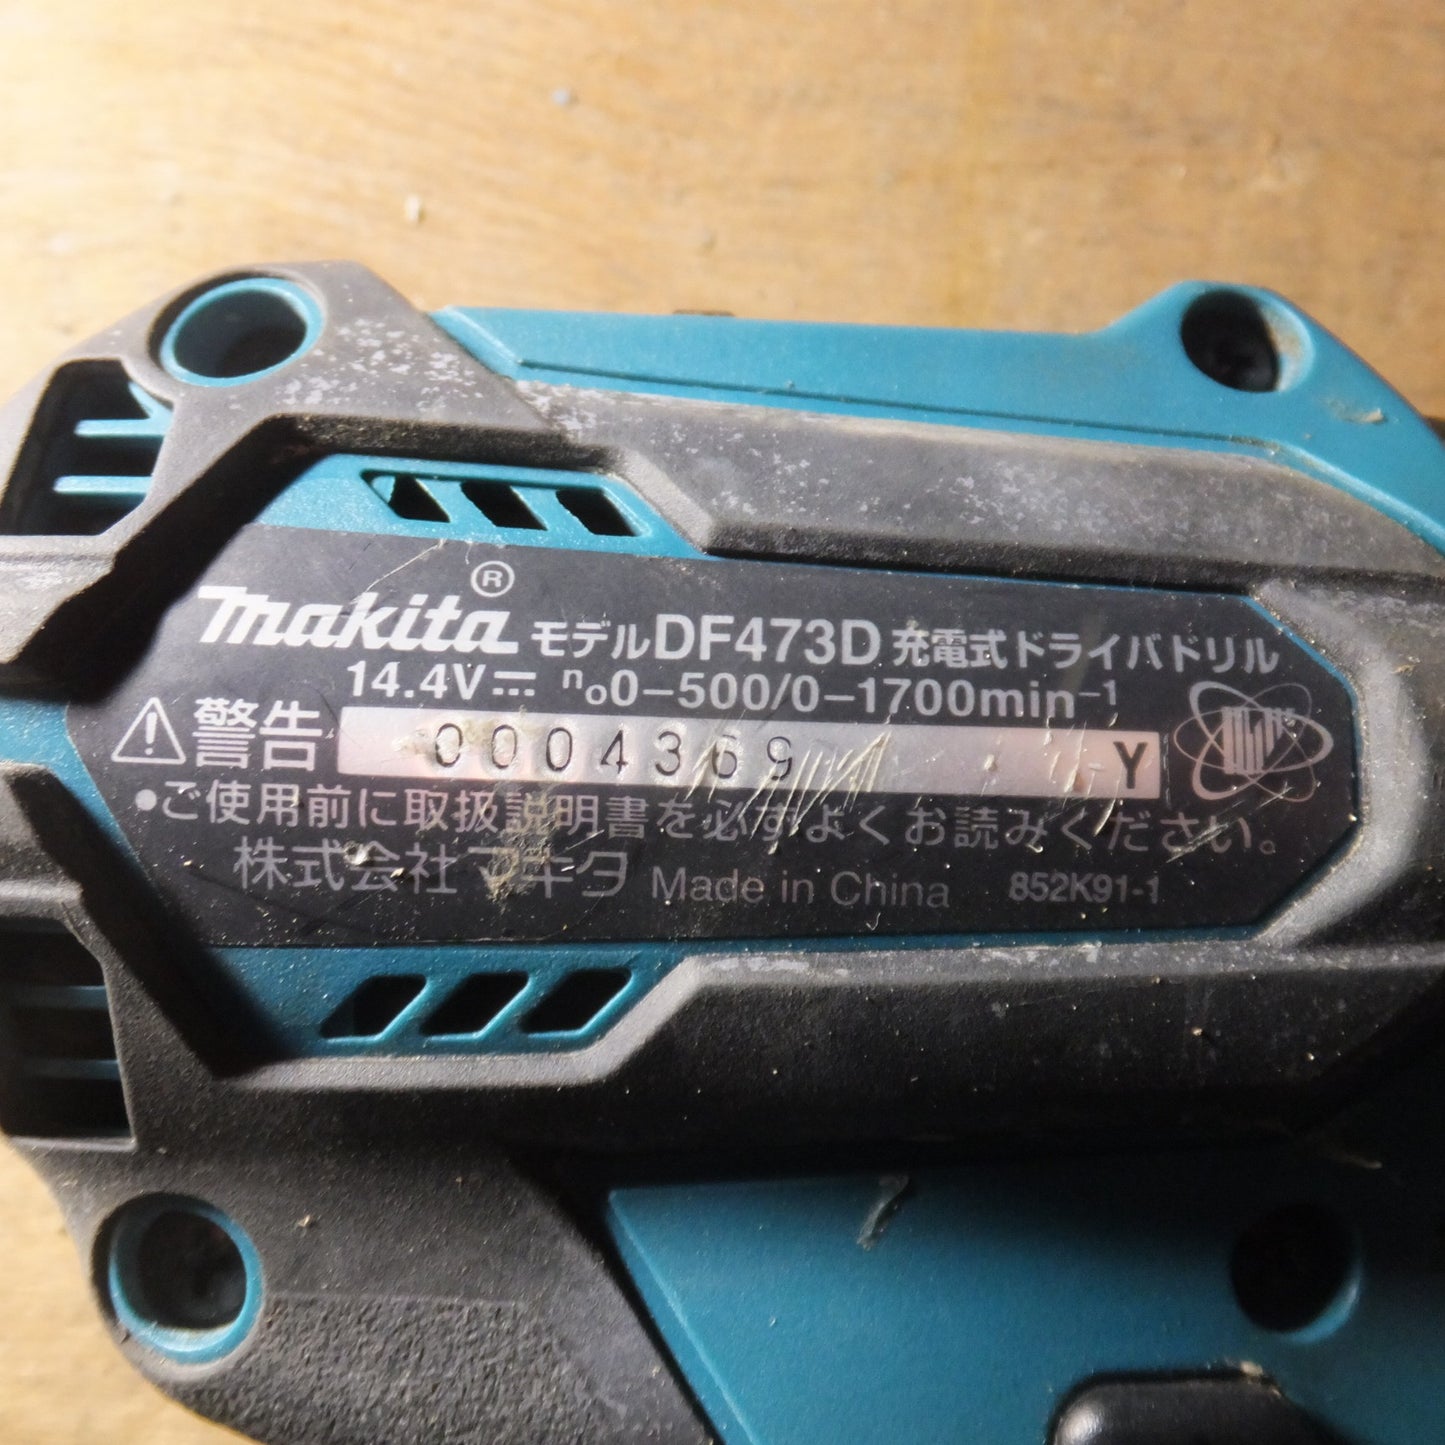 makita® モデルDF473D 充電式ドライバドリル
14.4V⎓ n₀0-500/0-1700min⁻¹
⚠警告 0004369 Y
●ご使用前に取扱説明書を必ずよくお読みください。
株式会社マキタ Made in China 852K91-1